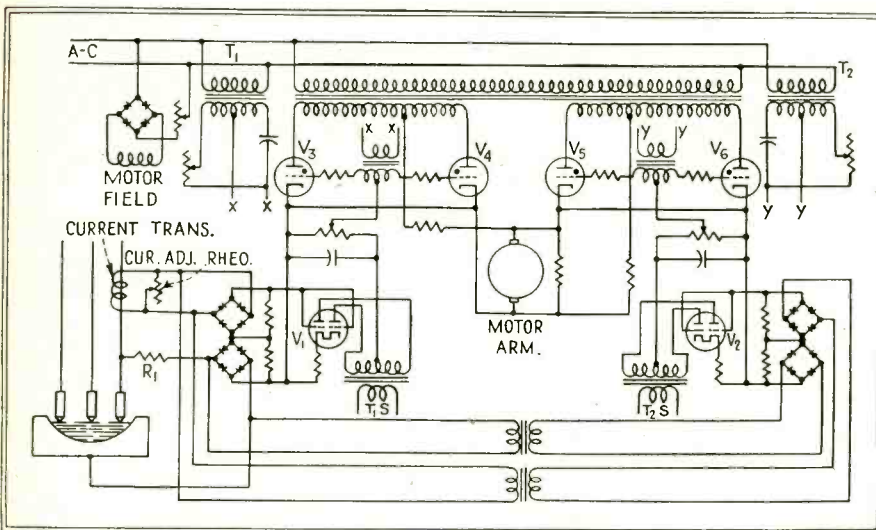 A-C
T1
T2
X X
Y Y
V3
V4
V5
V6
MOTOR
FIELD
X X
Y Y
CURRENT TRANS.
CUR. ADJ. RHEO.
V1
MOTOR
ARM.
V2
R1
T1S
T2S